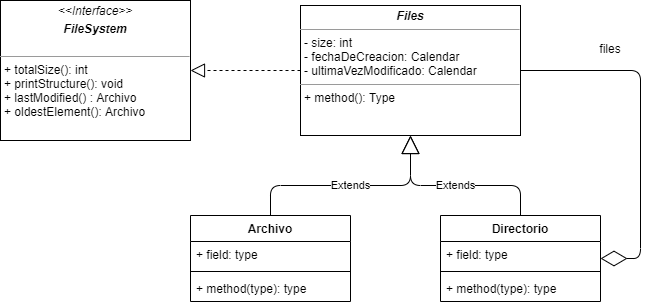 <<Interface>>
FileSystem
+ totalSize(): int
+ printStructure(): void
+ lastModified() : Archivo
+ oldestElement(): Archivo
Files
- size: int
- fechaDeCreacion: Calendar
- ultimaVezModificado: Calendar
+ method(): Type
files
Extends
Extends
Archivo
+ field: type
+ method(type): type
Directorio
+ field: type
+ method(type): type